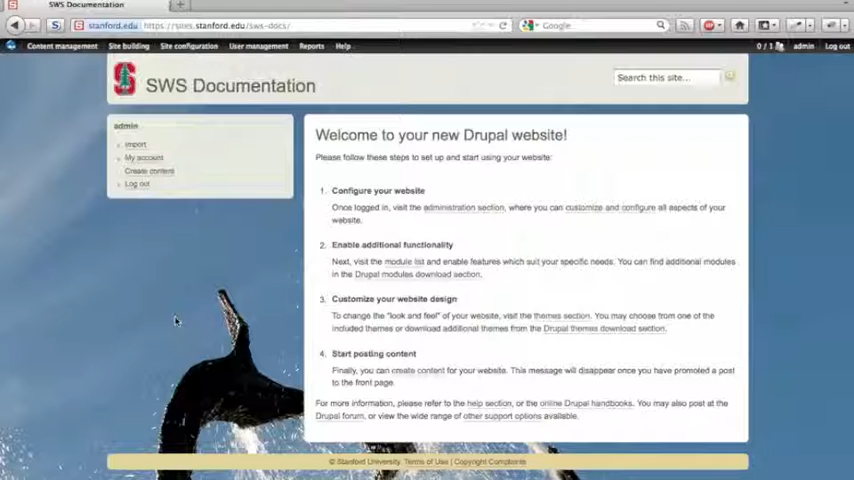 SWS Documentation
stanford.edu https://sites.stanford.edu/sws-docs/
Google
Content management Site building Site configuration User management Reports Help 0 / 1 admin Log out
S SWS Documentation
Search this site...
admin
Import
My account
Create content
Log out
Welcome to your new Drupal website!
Please follow these steps to set up and start using your website:
1. Configure your website
Once logged in, visit the administration section, where you can customize and configure all aspects of your
website.
2. Enable additional functionality
Next, visit the module list and enable features which suit your specific needs. You can find additional modules
in the Drupal modules download section.
3. Customize your website design
To change the "look and feel" of your website, visit the themes section. You may choose from one of the
included themes or download additional themes from the Drupal themes download section.
4. Start posting content
Finally, you can create content for your website. This message will disappear once you have promoted a post
to the front page.
For more information, please refer to the help section, or the online Drupal handbooks. You may also post at the
Drupal forum, or view the wide range of other support options available.
© Stanford University. Terms of Use | Copyright Complaints